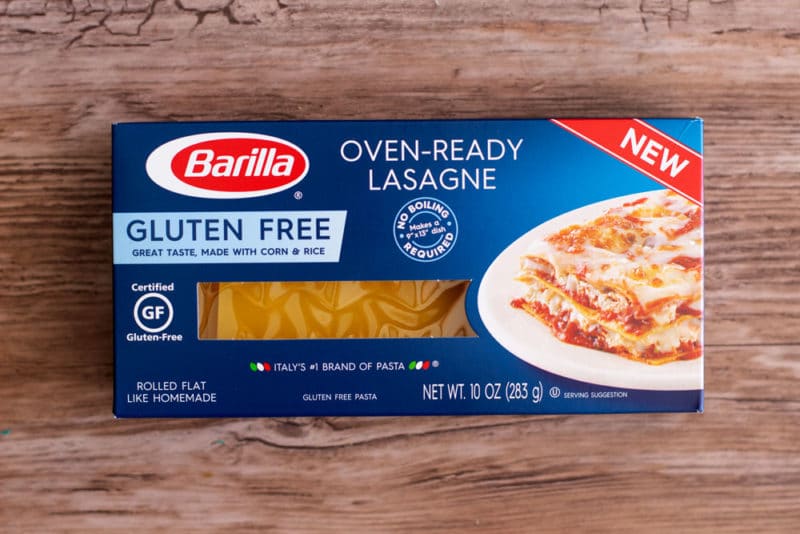 Barilla
®
OVEN-READY
LASAGNE
NEW
GLUTEN FREE
GREAT TASTE, MADE WITH CORN & RICE
NO BOILING
Makes a
9"x13" dish
REQUIRED
Certified
GF
Gluten-Free
ITALY'S #1 BRAND OF PASTA
ROLLED FLAT
LIKE HOMEMADE
GLUTEN FREE PASTA
NET WT. 10 OZ (283 g)
U
SERVING SUGGESTION